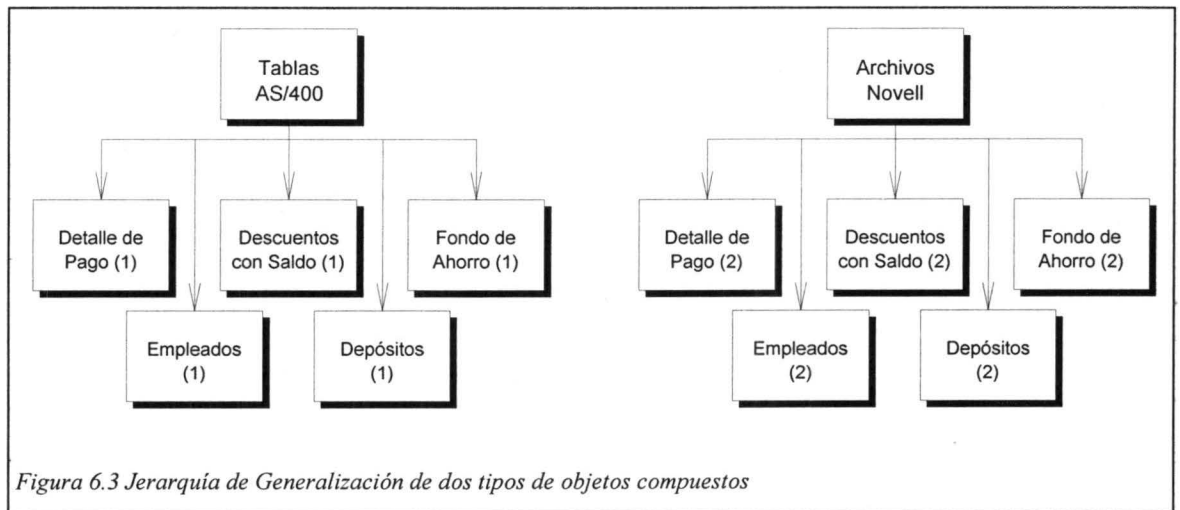 Tablas
AS/400
Archivos
Novell
Detalle de
Pago (1)
Descuentos
con Saldo (1)
Fondo de
Ahorro (1)
Detalle de
Pago (2)
Descuentos
con Saldo (2)
Fondo de
Ahorro (2)
Empleados
(1)
Depósitos
(1)
Empleados
(2)
Depósitos
(2)
Figura 6.3 Jerarquía de Generalización de dos tipos de objetos compuestos